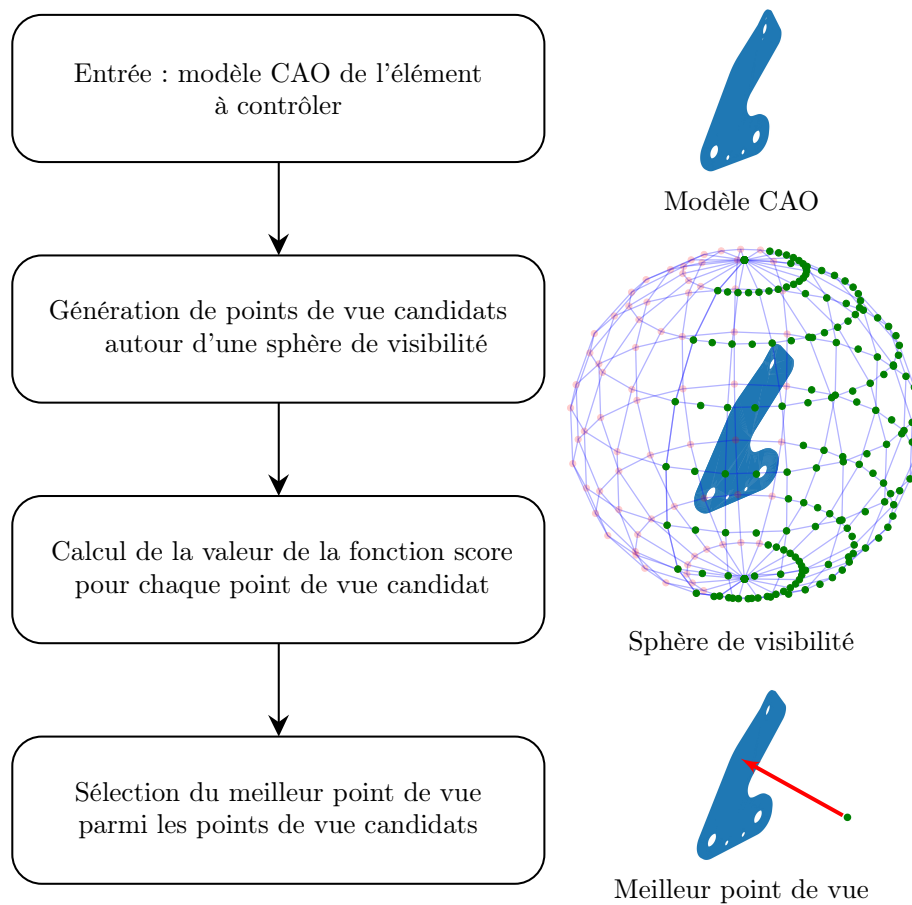 Entrée : modèle CAO de l'élément
à contrôler
Modèle CAO
Génération de points de vue candidats
autour d'une sphère de visibilité
Calcul de la valeur de la fonction score
pour chaque point de vue candidat
Sphère de visibilité
Sélection du meilleur point de vue
parmi les points de vue candidats
Meilleur point de vue